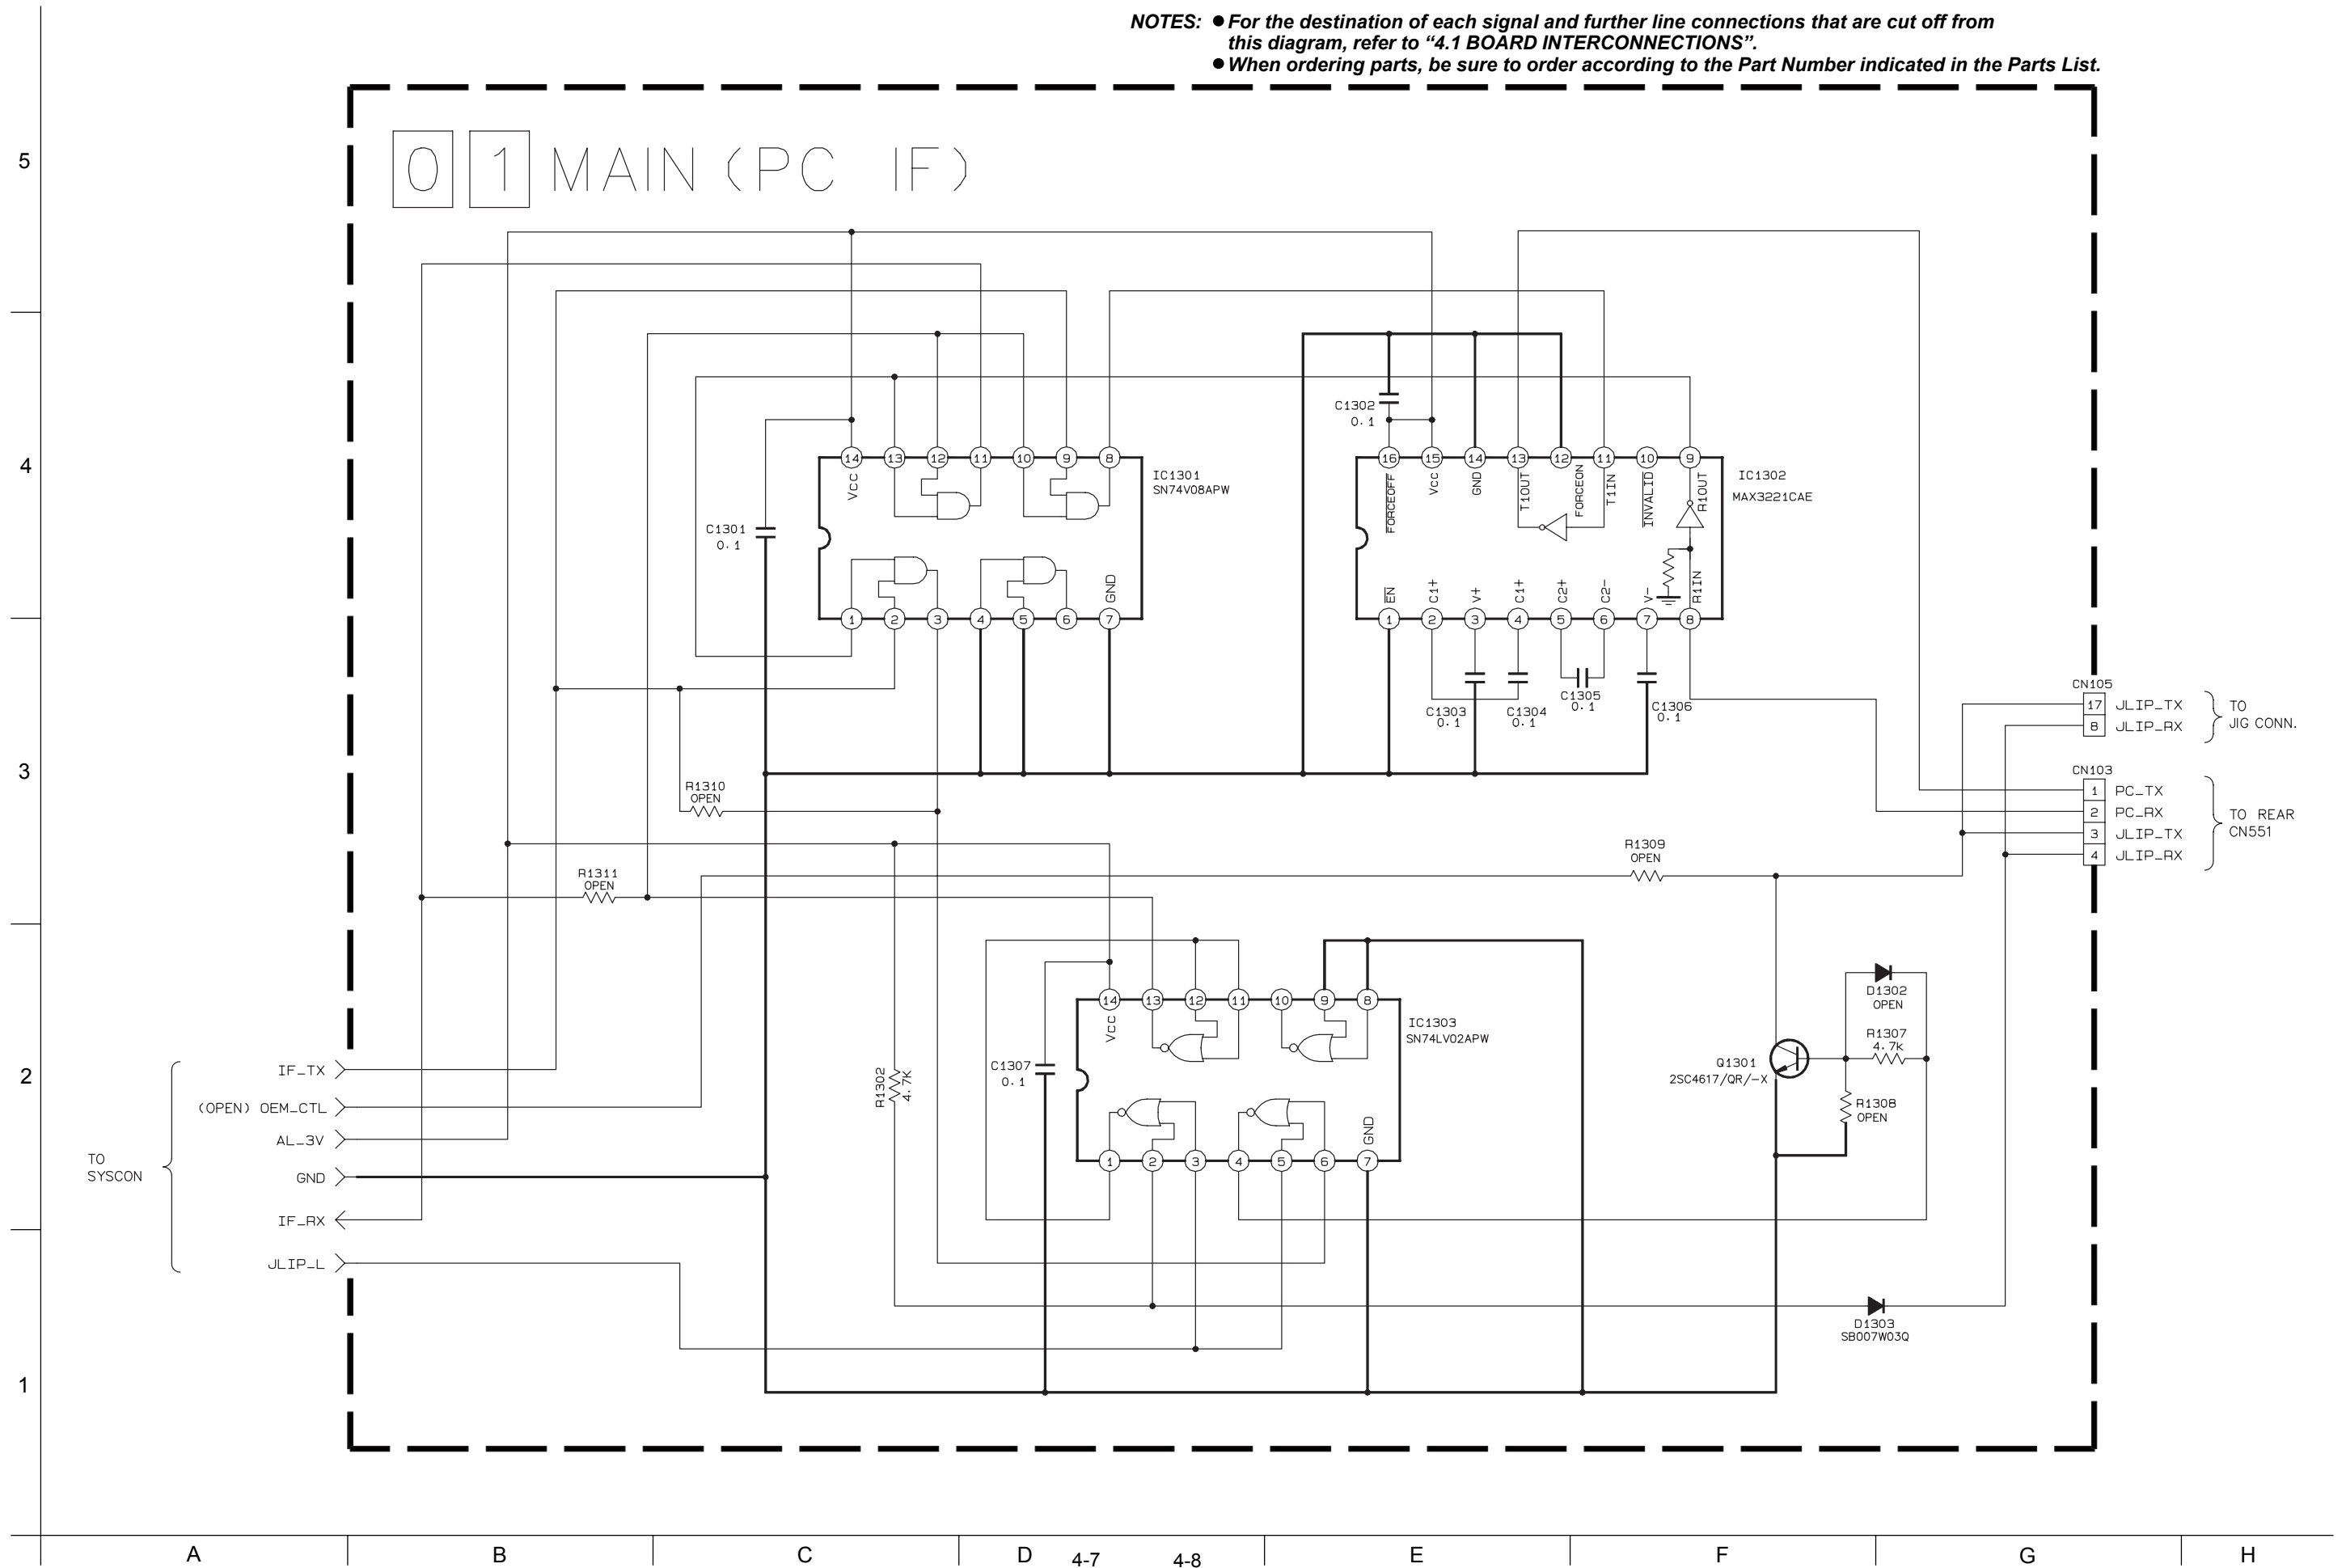 NOTES: ● For the destination of each signal and further line connections that are cut off from
this diagram, refer to “4.1 BOARD INTERCONNECTIONS”.
● When ordering parts, be sure to order according to the Part Number indicated in the Parts List.
5
0 1 MAIN (PC IF)
4
C1302
0.1
14 13 12 11 10 9 8
Vcc
IC1301
SN74V08APW
C1301
0.1
GND
1 2 3 4 5 6 7
16 15 14 13 12 11 10 9
FORCEOFF
Vcc
GND
T1OUT
FORCEON
T1IN
INVALID
R1OUT
IC1302
MAX3221CAE
EN
C1+
V+
C1+
C2+
C2-
V-
R1IN
1 2 3 4 5 6 7 8
C1303
0.1
C1304
0.1
C1305
0.1
C1306
0.1
3
CN105
17 JLIP_TX
8 JLIP_RX
TO
JIG CONN.
CN103
1 PC_TX
2 PC_RX
3 JLIP_TX
4 JLIP_RX
TO REAR
CN551
R1310
OPEN
R1311
OPEN
R1309
OPEN
2
14 13 12 11 10 9 8
Vcc
IC1303
SN74LV02APW
C1307
0.1
R1302
4.7K
GND
1 2 3 4 5 6 7
D1302
OPEN
R1307
4.7k
Q1301
2SC4617/QR/-X
R1308
OPEN
TO
SYSCON
IF_TX
(OPEN) OEM_CTL
AL_3V
GND
IF_RX
JLIP_L
D1303
SB007W03Q
1
A B C D 4-7 4-8 E F G H